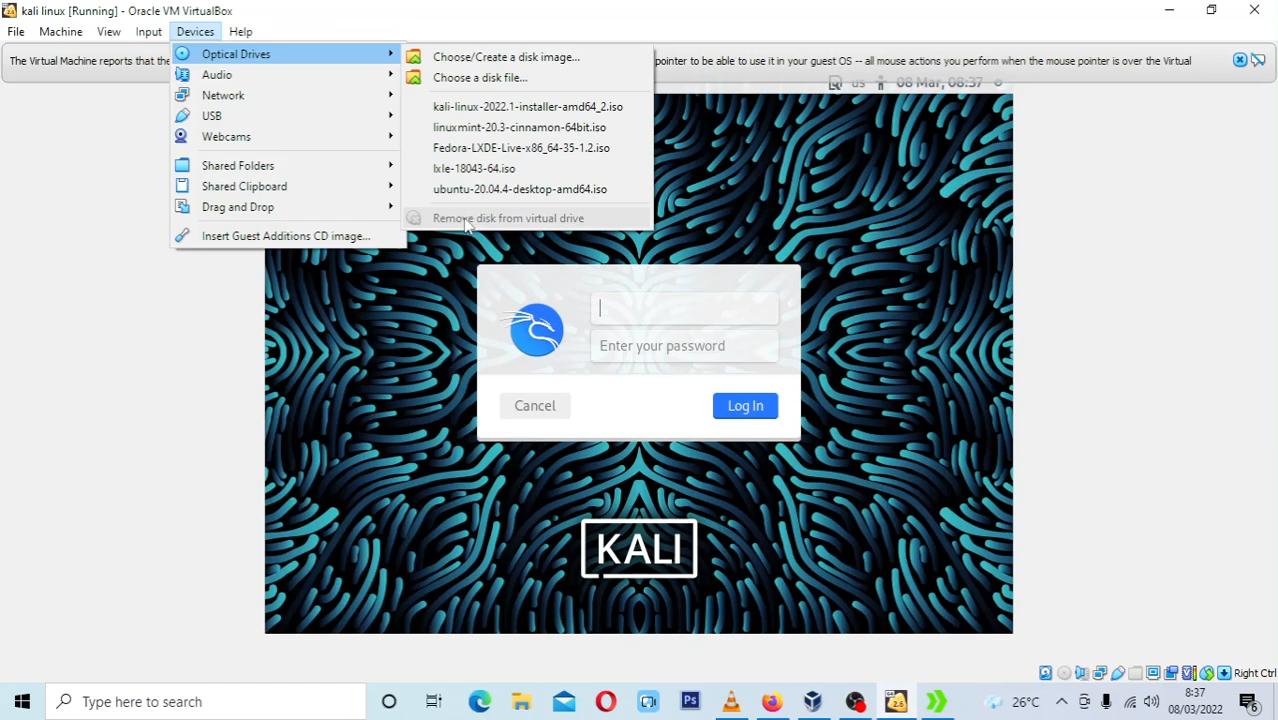 kali linux [Running] - Oracle VM VirtualBox
File Machine View Input Devices Help
The Virtual Machine reports that the pointer to be able to use it in your guest OS -- all mouse actions you perform when the mouse pointer is over the Virtual
Optical Drives
Audio
Network
USB
Webcams
Shared Folders
Shared Clipboard
Drag and Drop
Insert Guest Additions CD image...
Choose/Create a disk image...
Choose a disk file...
kali-linux-2022.1-installer-amd64_2.iso
linuxmint-20.3-cinnamon-64bit.iso
Fedora-LXDE-Live-x86_64-35-1.2.iso
lxle-18043-64.iso
ubuntu-20.04.4-desktop-amd64.iso
Remove disk from virtual drive
us 08 Mar, 08:37
Enter your password
Cancel Log In
KALI
Right Ctrl
Type here to search
Ps
2.6
26°C
8:37
08/03/2022
6